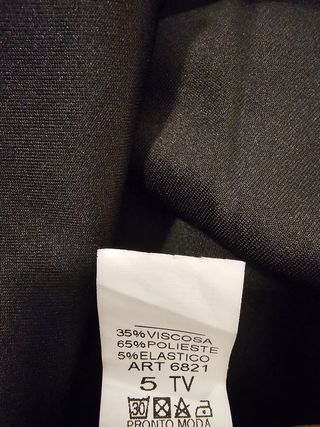 35%VISCOSA
65%POLIESTE
5%ELASTICO
ART 6821
5 TV
30
PRONTO MODA